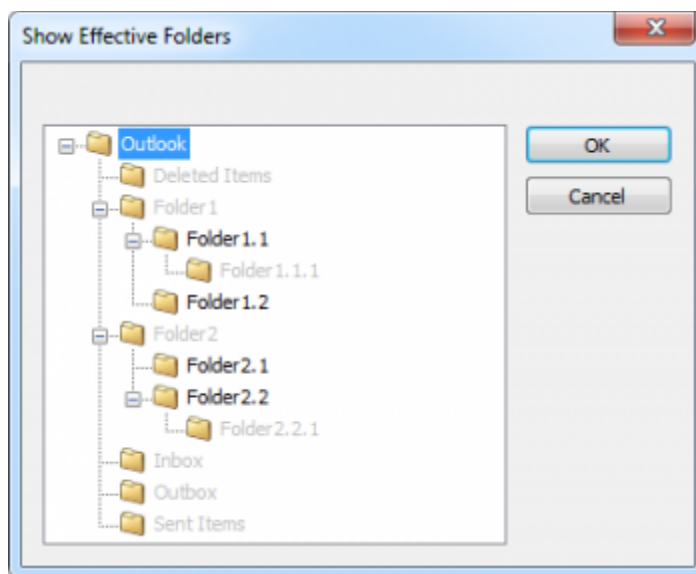 Show Effective Folders
Outlook
Deleted Items
Folder1
Folder1.1
Folder1.1.1
Folder1.2
Folder2
Folder2.1
Folder2.2
Folder2.2.1
Inbox
Outbox
Sent Items
OK
Cancel